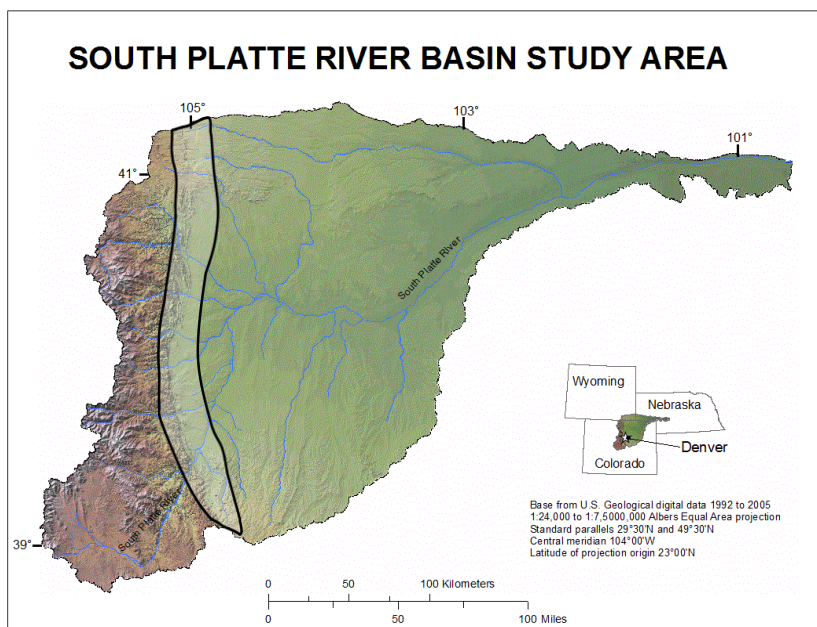 SOUTH PLATTE RIVER BASIN STUDY AREA
105°
103°
101°
41°
South Platte River
Wyoming
Nebraska
Denver
Colorado
South Platte River
39°
Base from U.S. Geological digital data 1992 to 2005
1:24,000 to 1:7,5000,000 Albers Equal Area projection
Standard parallels 29°30'N and 49°30'N
Central meridian 104°00'W
Latitude of projection origin 23°00'N
0 50 100 Kilometers
0 50 100 Miles